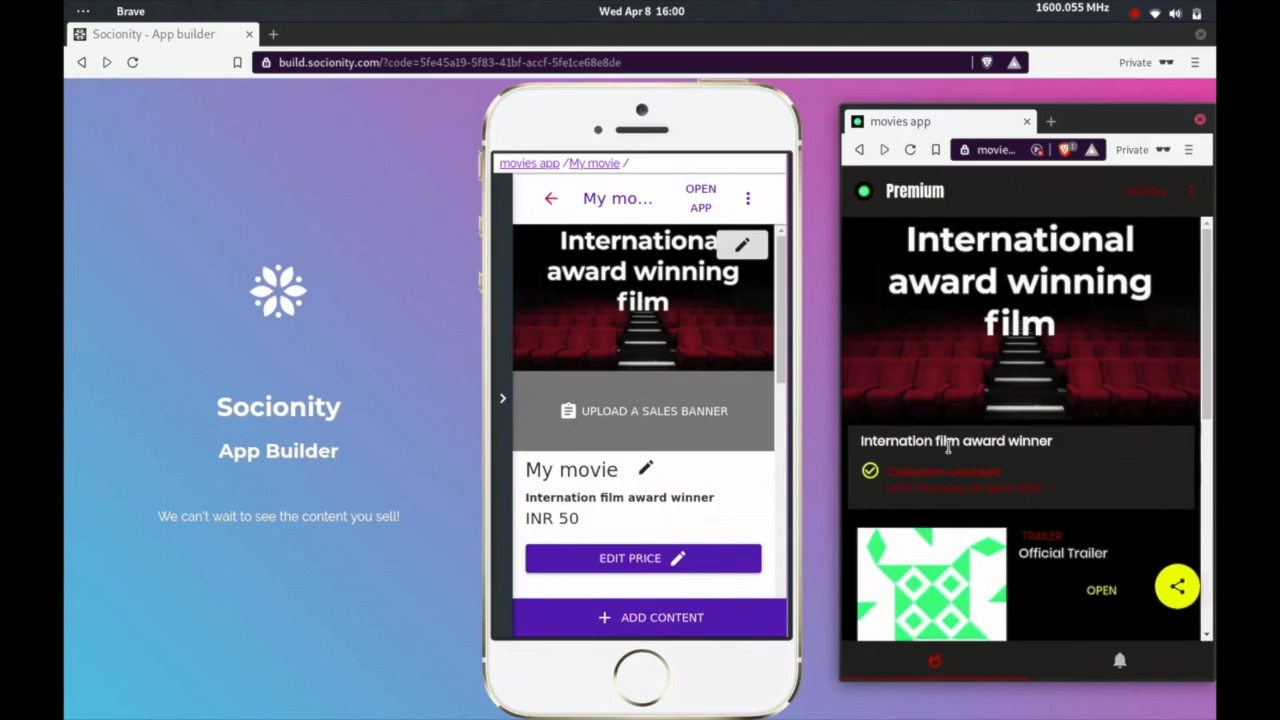 Brave
Wed Apr 8 16:00
1600.055 MHz
Socionity - App builder
build.socionity.com/?code=5fe45a19-5f83-41bf-accf-5fe1ce68e8de
Private
Socionity
App Builder
We can't wait to see the content you sell!
movies app / My movie /
My mo...
OPEN
APP
Internationa
award winning
film
UPLOAD A SALES BANNER
My movie
Internation film award winner
INR 50
EDIT PRICE
+ ADD CONTENT
movies app
movie...
Private
Premium
International
award winning
film
Internation film award winner
Collection unlocked
TRAILER
Official Trailer
OPEN